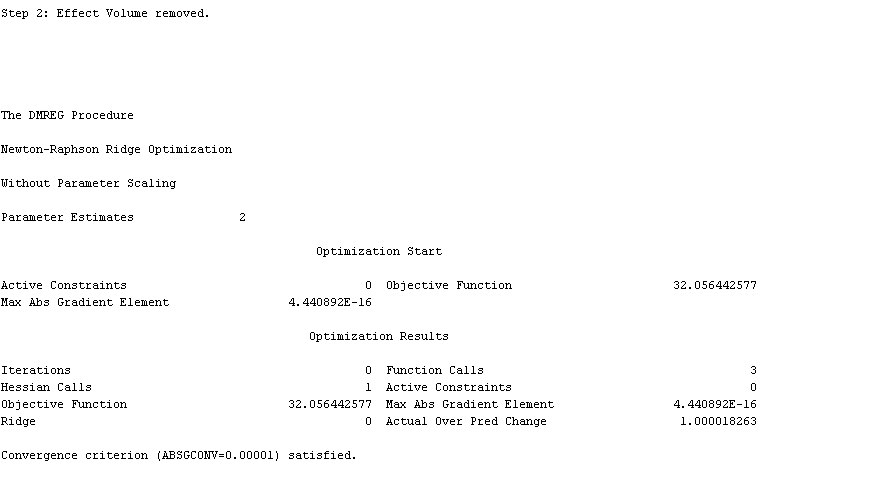 Step 2: Effect Volume removed.
The DMREG Procedure
Newton-Raphson Ridge Optimization
Without Parameter Scaling
Parameter Estimates 2
Optimization Start
Active Constraints 0 Objective Function 32.056442577
Max Abs Gradient Element 4.440892E-16
Optimization Results
Iterations 0 Function Calls 3
Hessian Calls 1 Active Constraints 0
Objective Function 32.056442577 Max Abs Gradient Element 4.440892E-16
Ridge 0 Actual Over Pred Change 1.000018263
Convergence criterion (ABSGCONV=0.00001) satisfied.